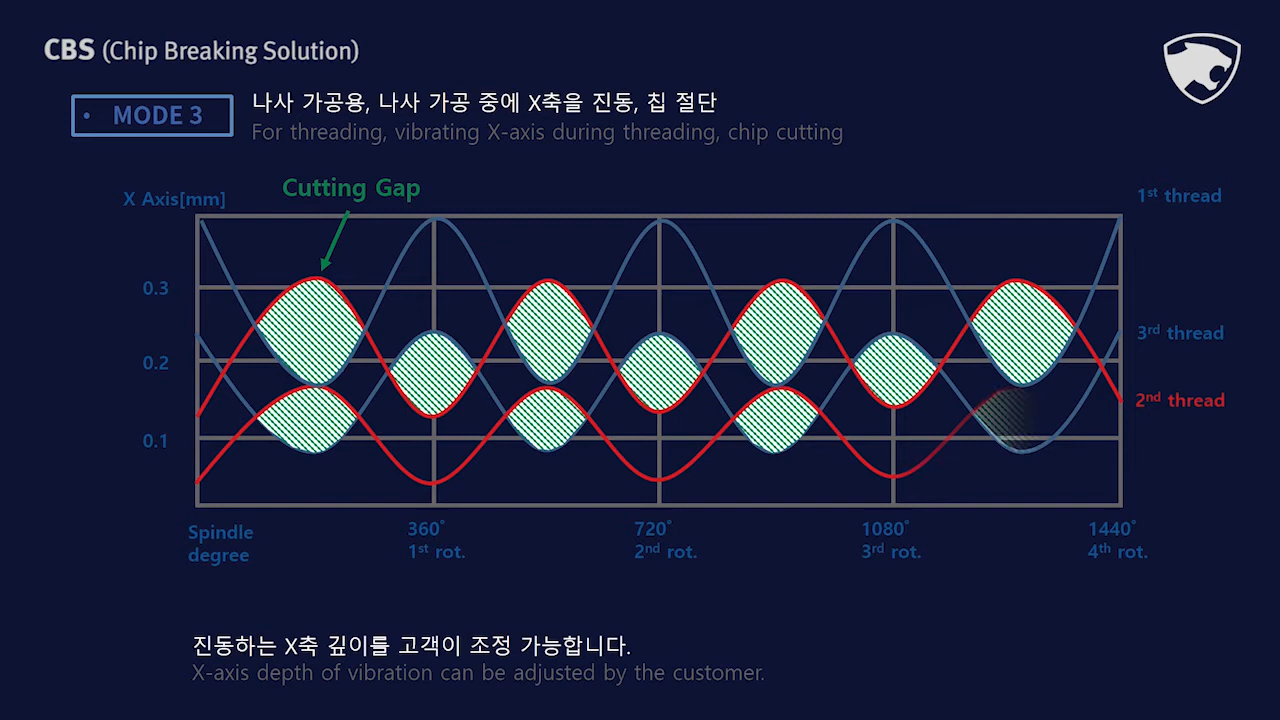 CBS (Chip Breaking Solution)
• MODE 3
나사 가공용, 나사 가공 중에 X축을 진동, 칩 절단
For threading, vibrating X-axis during threading, chip cutting
X Axis[mm]
Cutting Gap
1st thread
0.3
0.2
0.1
3rd thread
2nd thread
Spindle degree
360° 1st rot.
720° 2nd rot.
1080° 3rd rot.
1440° 4th rot.
진동하는 X축 깊이를 고객이 조정 가능합니다.
X-axis depth of vibration can be adjusted by the customer.